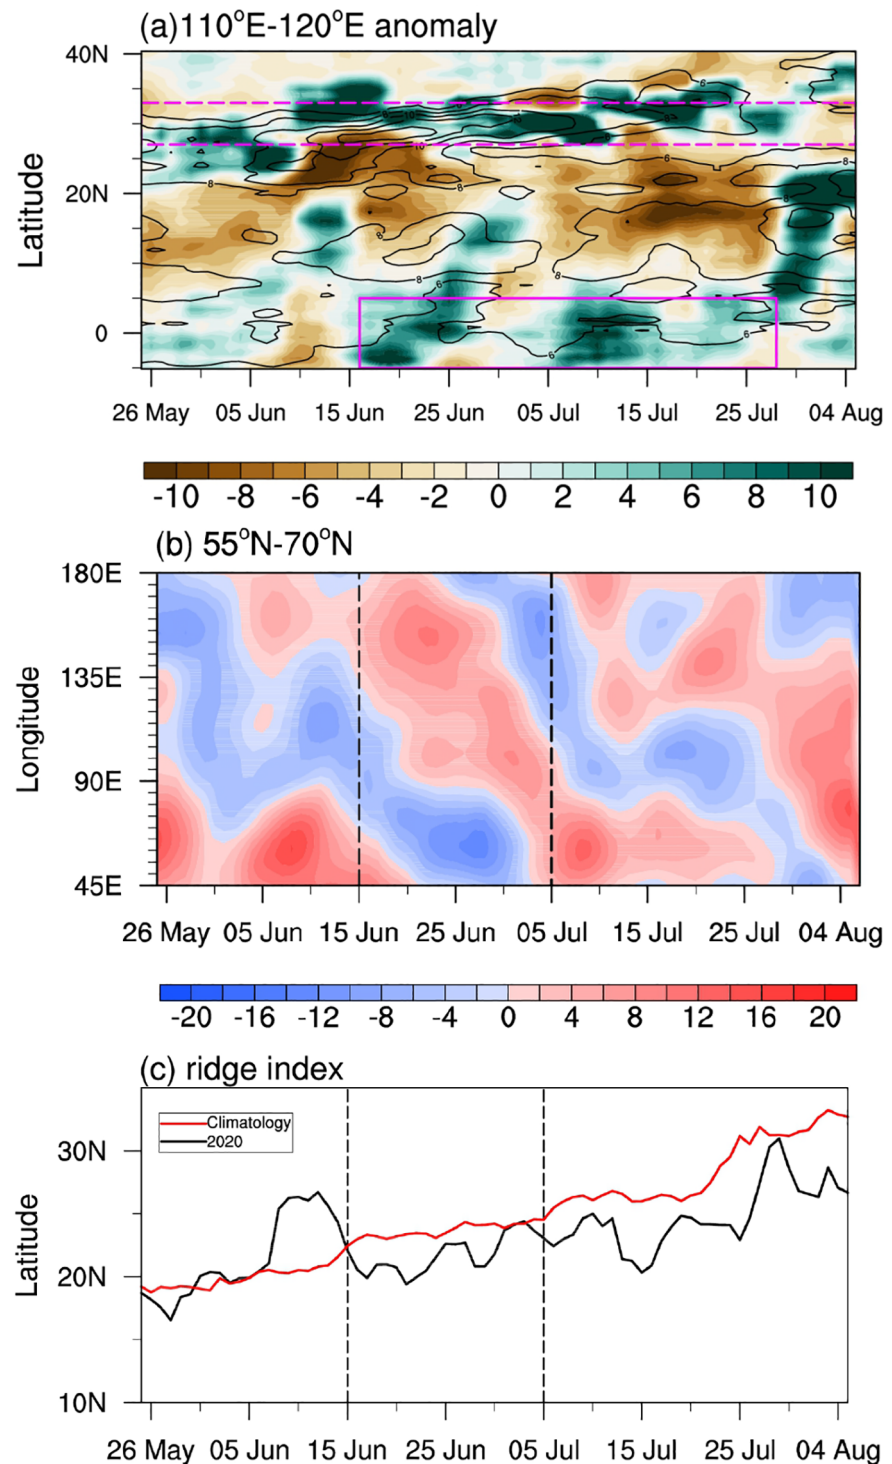 (a)110°E-120°E anomaly
40N
20N
0
Latitude
26 May 05 Jun 15 Jun 25 Jun 05 Jul 15 Jul 25 Jul 04 Aug
-10 -8 -6 -4 -2 0 2 4 6 8 10
(b) 55°N-70°N
180E
135E
90E
45E
Longitude
26 May 05 Jun 15 Jun 25 Jun 05 Jul 15 Jul 25 Jul 04 Aug
-20 -16 -12 -8 -4 0 4 8 12 16 20
(c) ridge index
Climatology
2020
30N
20N
10N
Latitude
26 May 05 Jun 15 Jun 25 Jun 05 Jul 15 Jul 25 Jul 04 Aug